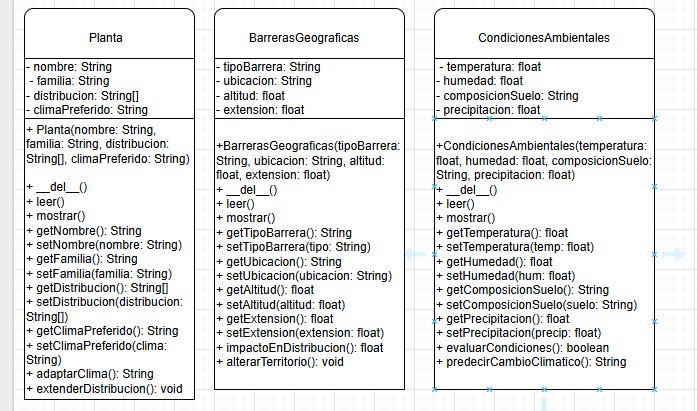 Planta
- nombre: String
- familia: String
- distribucion: String[]
- climaPreferido: String
+ Planta(nombre: String,
familia: String, distribucion:
String[], climaPreferido: String)
+ __del__()
+ leer()
+ mostrar()
+ getNombre(): String
+ setNombre(nombre: String)
+ getFamilia(): String
+ setFamilia(familia: String)
+ getDistribucion(): String[]
+ setDistribucion(distribucion:
String[])
+ getClimaPreferido(): String
+ setClimaPreferido(clima:
String)
+ adaptarClima(): String
+ extenderDistribucion(): void
BarrerasGeograficas
- tipoBarrera: String
- ubicacion: String
- altitud: float
- extension: float
+BarrerasGeograficas(tipoBarrera:
String, ubicacion: String, altitud:
float, extension: float)
+ __del__()
+ leer()
+ mostrar()
+ getTipoBarrera(): String
+ setTipoBarrera(tipo: String)
+ getUbicacion(): String
+ setUbicacion(ubicacion: String)
+ getAltitud(): float
+ setAltitud(altitud: float)
+ getExtension(): float
+ setExtension(extension: float)
+ impactoEnDistribucion(): float
+ alterarTerritorio(): void
CondicionesAmbientales
- temperatura: float
- humedad: float
- composicionSuelo: String
- precipitacion: float
+CondicionesAmbientales(temperatura:
float, humedad: float, composicionSuelo:
String, precipitacion: float)
+ __del__()
+ leer()
+ mostrar()
+ getTemperatura(): float
+ setTemperatura(temp: float)
+ getHumedad(): float
+ setHumedad(hum: float)
+ getComposicionSuelo(): String
+ setComposicionSuelo(suelo: String)
+ getPrecipitacion(): float
+ setPrecipitacion(precip: float)
+ evaluarCondiciones(): boolean
+ predecirCambioClimatico(): String